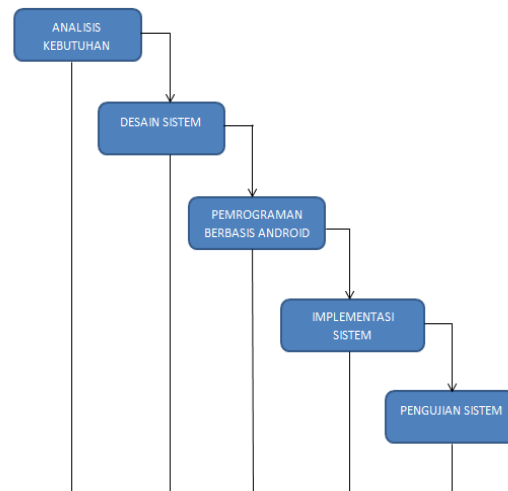 ANALISIS
KEBUTUHAN
DESAIN SISTEM
PEMROGRAMAN
BERBASIS ANDROID
IMPLEMENTASI
SISTEM
PENGUJIAN SISTEM